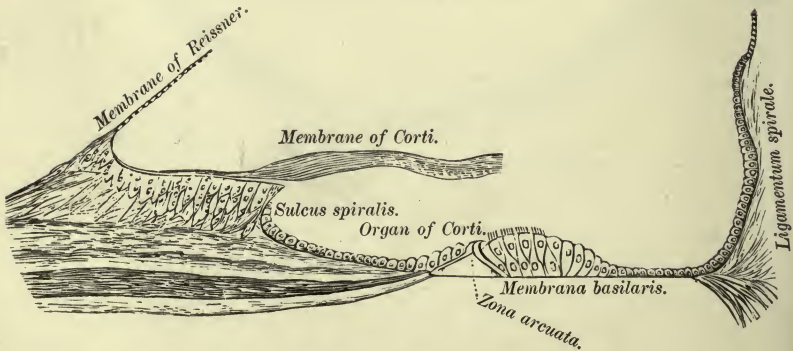 Membrane of Reissner.
Membrane of Corti.
Ligamentum spirale.
Sulcus spiralis.
Organ of Corti.
Membrana basilaris.
Zona arcuata.